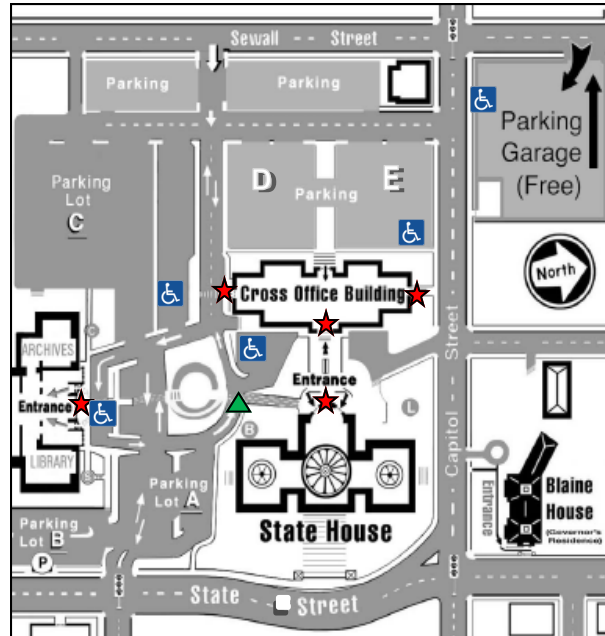 Sewall Street
Parking
Parking
Parking
Garage
(Free)
D
E
Parking
Parking
Lot
C
Cross Office Building
North
Capitol Street
ARCHIVES
C
Entrance
LIBRARY
S
Entrance
L
B
Parking
Lot A
State House
Entrance
Blaine
House
(Governor's
Residence)
Parking
Lot B
P
State Street